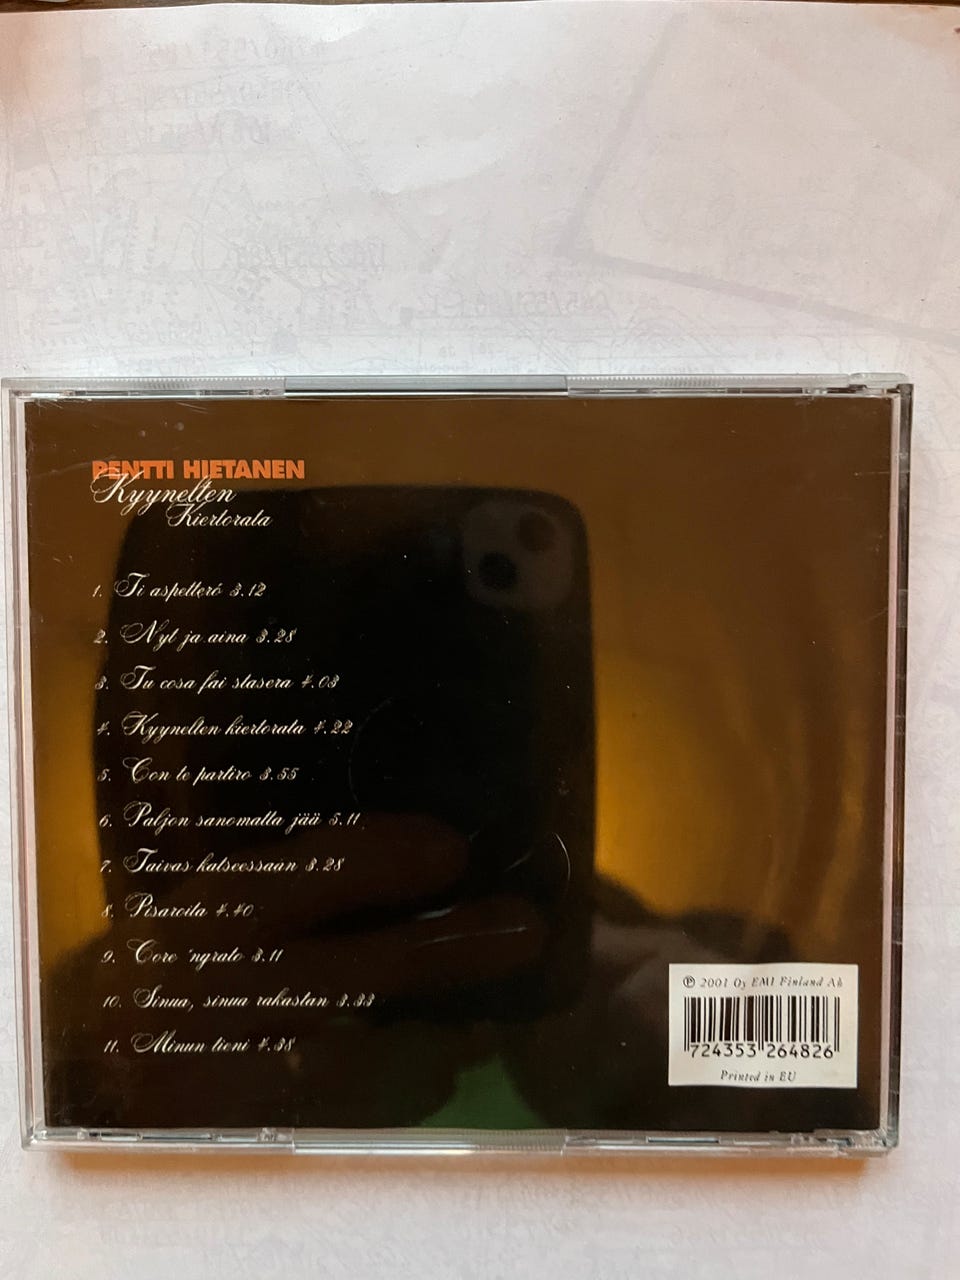 PENTTI HIETANEN
Kyynelten
Kiertorata
1. Ti aspetteró 3.12
2. Nyt ja aina 3.28
3. Tu cosa fai stasera 4.03
4. Kyynelten kiertorata 4.22
5. Con te partiro 3.55
6. Paljon sanomatta jää 5.11
7. Taivas katseessaan 3.28
8. Pisaroita 4.40
9. Core 'ngrato 3.11
10. Sinua, sinua rakastan 3.33
11. Minun tieni 4.38
℗ 2001 Oy EMI Finland Ab
724353 264826
Printed in EU